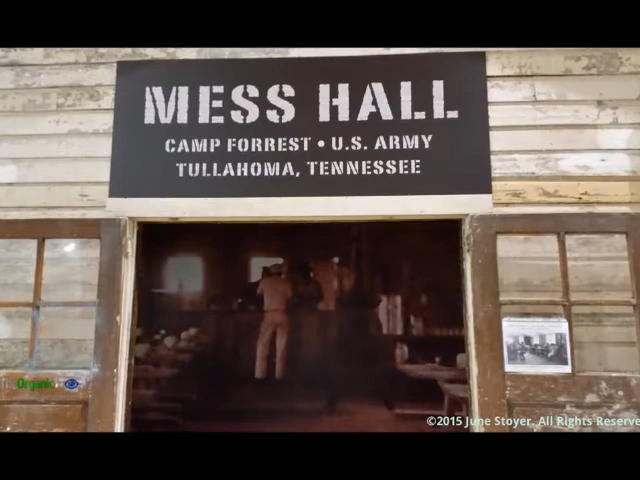 MESS HALL
CAMP FORREST • U.S. ARMY
TULLAHOMA, TENNESSEE
Organic
©2015 June Stoyer. All Rights Reserve